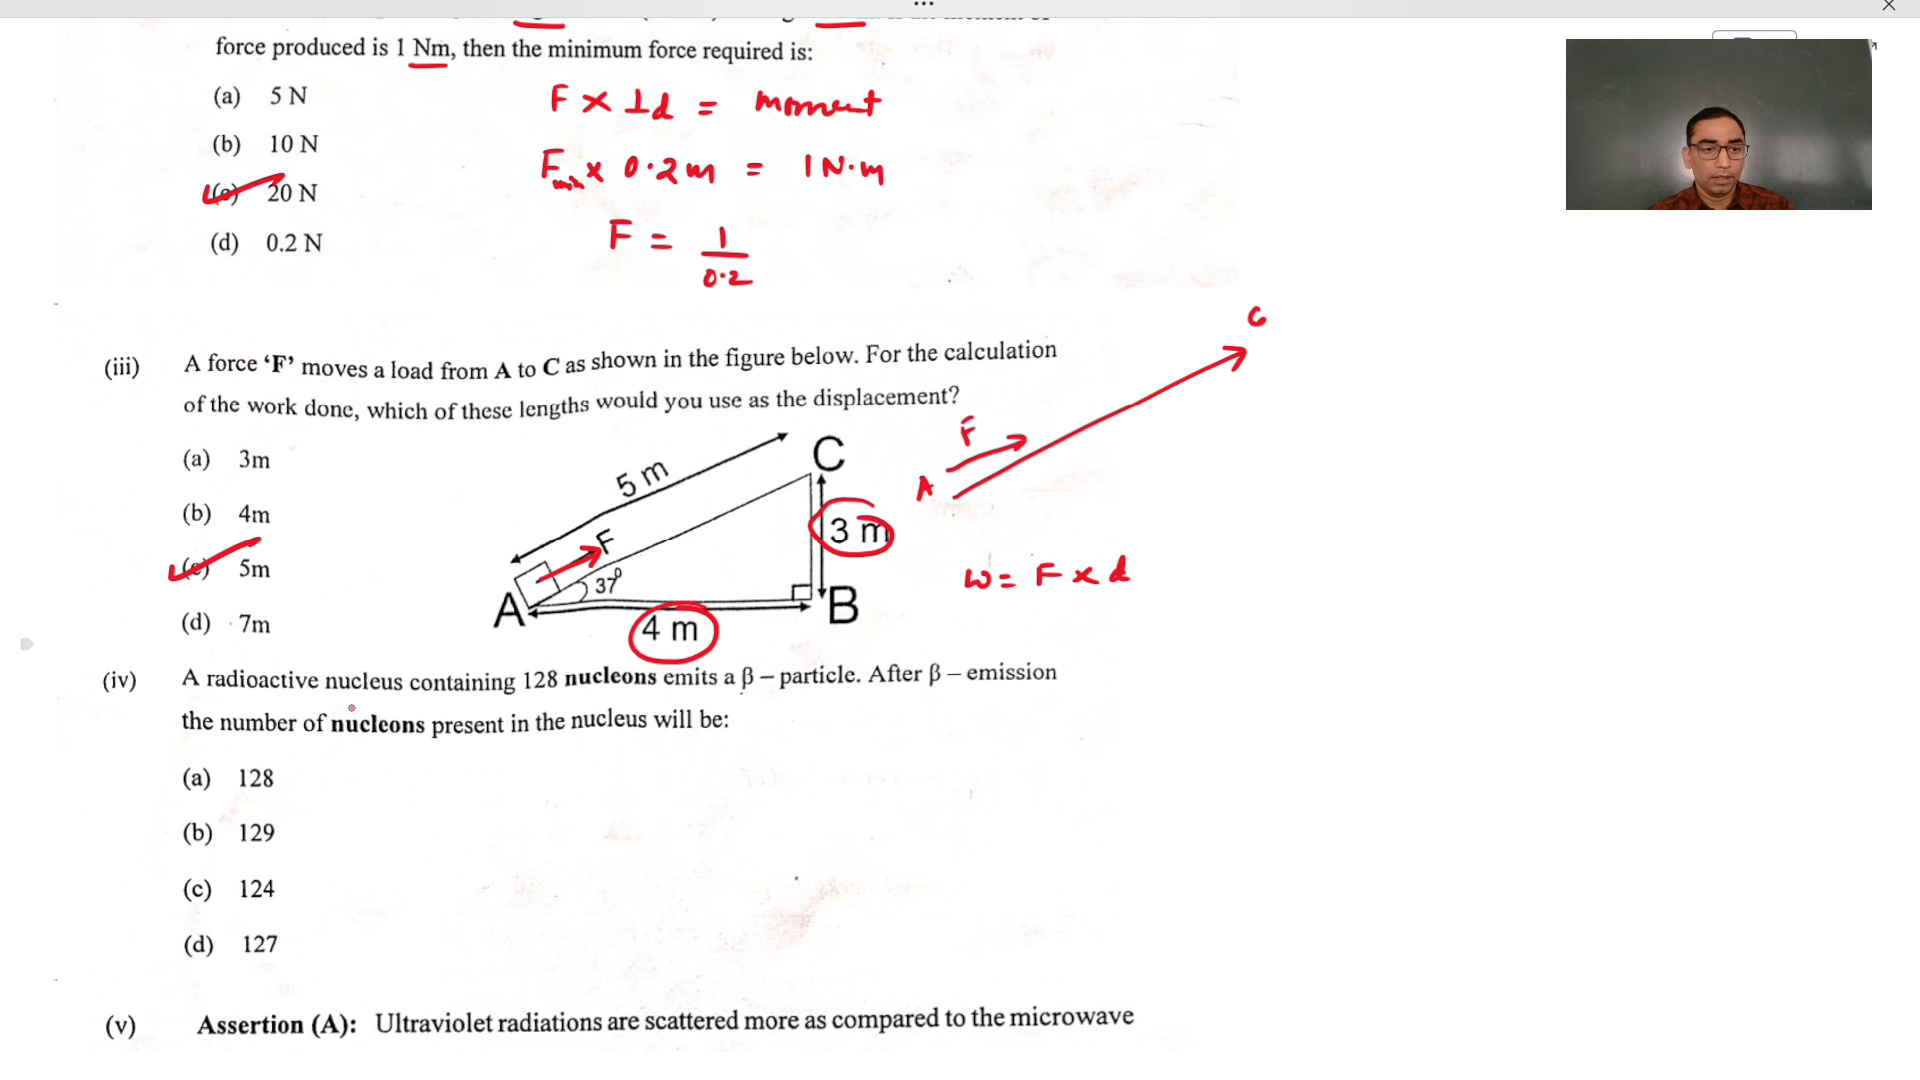 force produced is 1 Nm, then the minimum force required is:
(a) 5 N
(b) 10 N
(c) 20 N
(d) 0.2 N
F × ⊥d = moment
Fmin × 0.2m = 1 N·m
F = 1/0.2
(iii) A force ‘F’ moves a load from A to C as shown in the figure below. For the calculation
of the work done, which of these lengths would you use as the displacement?
(a) 3m
(b) 4m
(c) 5m
(d) 7m
5 m
C
F
3 m
37⁰
A
B
4 m
C
F
A
W = F × d
(iv) A radioactive nucleus containing 128 nucleons emits a β – particle. After β – emission
the number of nucleons present in the nucleus will be:
(a) 128
(b) 129
(c) 124
(d) 127
(v) Assertion (A): Ultraviolet radiations are scattered more as compared to the microwave